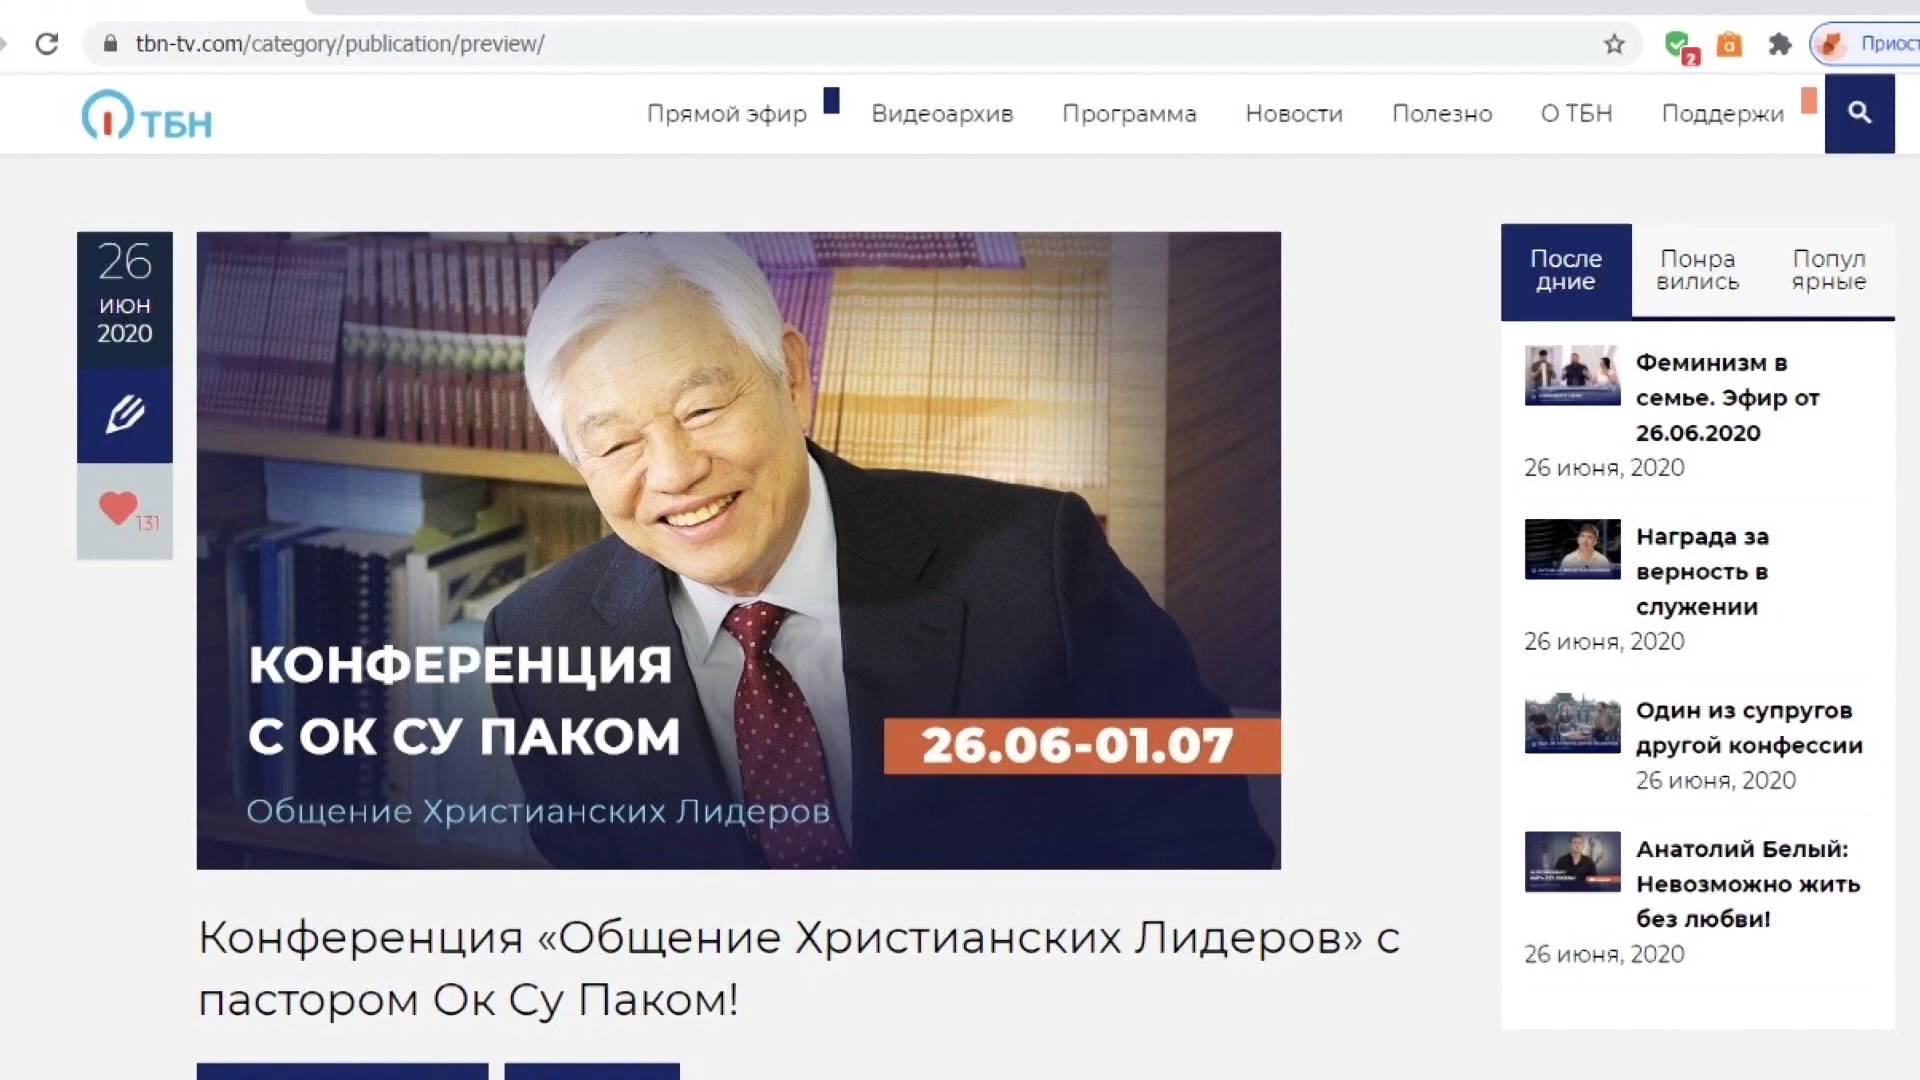 tbn-tv.com/category/publication/preview/
2
Приост
ТБН
Прямой эфир
Видеоархив
Программа
Новости
Полезно
О ТБН
Поддержи
26
ИЮН
2020
131
КОНФЕРЕНЦИЯ
С ОК СУ ПАКОМ
26.06-01.07
Общение Христианских Лидеров
Конференция «Общение Христианских Лидеров» с
пастором Ок Су Паком!
После
дние
Понра
вились
Попул
ярные
Феминизм в
семье. Эфир от
26.06.2020
26 июня, 2020
Награда за
верность в
служении
26 июня, 2020
Один из супругов
другой конфессии
26 июня, 2020
Анатолий Белый:
Невозможно жить
без любви!
26 июня, 2020